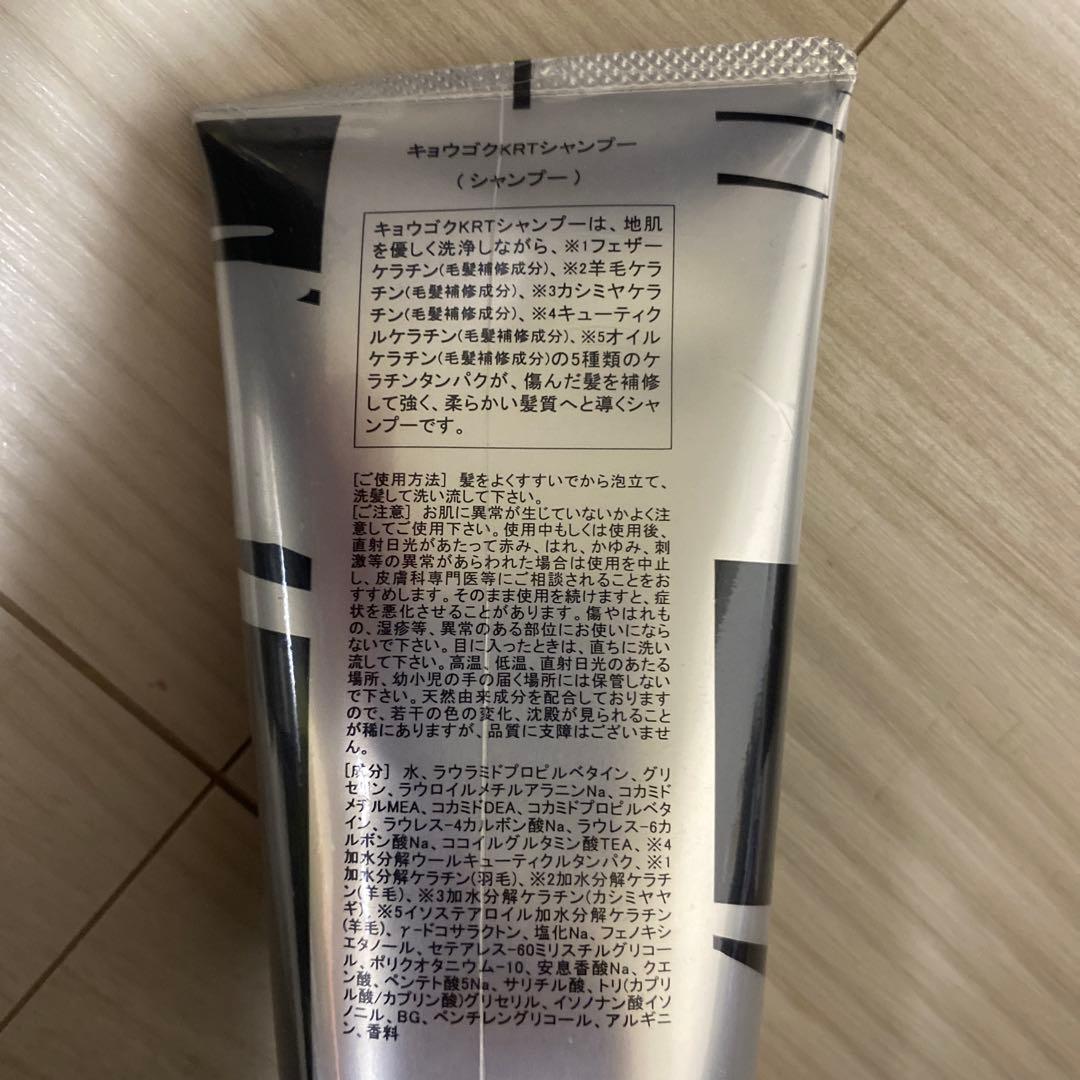 キョウゴクKRTシャンプー
（シャンプー）
キョウゴクKRTシャンプーは、地肌
を優しく洗浄しながら、※1フェザー
ケラチン(毛髪補修成分)、※2羊毛ケラ
チン(毛髪補修成分)、※3カシミヤケラ
チン(毛髪補修成分)、※4キューティク
ルケラチン(毛髪補修成分)、※5オイル
ケラチン(毛髪補修成分)の5種類のケ
ラチンタンパクが、傷んだ髪を補修
して強く、柔らかい髪質へと導くシャ
ンプーです。
[ご使用方法] 髪をよくすすいでから泡立て、
洗髪して洗い流して下さい。
[ご注意] お肌に異常が生じていないかよく注
意してご使用下さい。使用中もしくは使用後、
直射日光があたって赤み、はれ、かゆみ、刺
激等の異常があらわれた場合は使用を中止
し、皮膚科専門医等にご相談されることをお
すすめします。そのまま使用を続けますと、症
状を悪化させることがあります。傷やはれも
の、湿疹等、異常のある部位にお使いになら
ないで下さい。目に入ったときは、直ちに洗い
流して下さい。高温、低温、直射日光のあたる
場所、幼小児の手の届く場所には保管しない
で下さい。天然由来成分を配合しております
ので、若干の色の変化、沈殿が見られること
が稀にありますが、品質に支障はございませ
ん。
[成分] 水、ラウラミドプロピルベタイン、グリ
セリン、ラウロイルメチルアラニンNa、コカミド
メチルMEA、コカミドDEA、コカミドプロピルベタ
イン、ラウレス-4カルボン酸Na、ラウレス-6カ
ルボン酸Na、ココイルグルタミン酸TEA、※4
加水分解ウールキューティクルタンパク、※1
加水分解ケラチン(羽毛)、※2加水分解ケラチ
ン(羊毛)、※3加水分解ケラチン(カシミヤヤ
ギ)、※5イソステアロイル加水分解ケラチン
(羊毛)、γ-ドコサラクトン、塩化Na、フェノキシ
エタノール、セテアレス-60ミリスチルグリコー
ル、ポリクオタニウム-10、安息香酸Na、クエ
ン酸、ペンテト酸5Na、サリチル酸、トリ(カプリ
ル酸/カプリン酸)グリセリル、イソノナン酸イソ
ノニル、BG、ペンチレングリコール、アルギニ
ン、香料